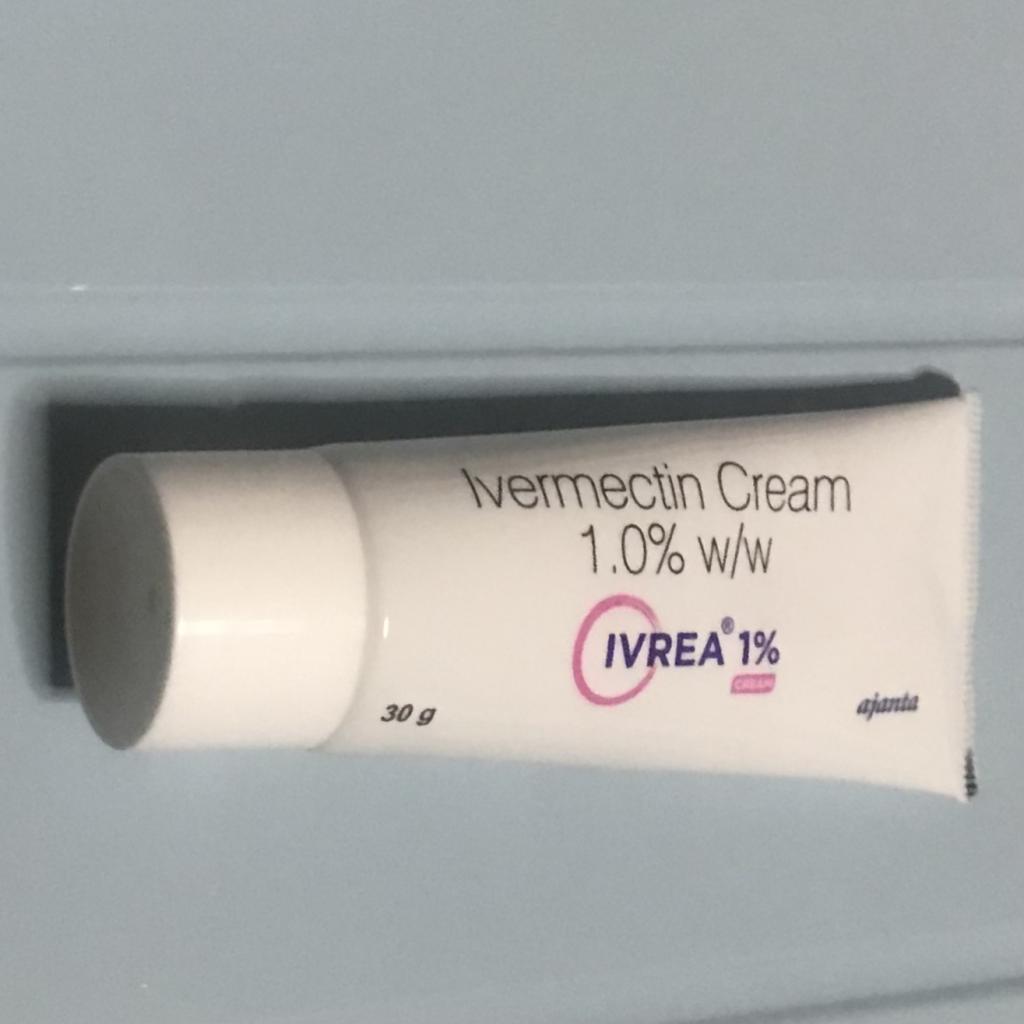 Ivermectin Cream
1.0% w/w
IVREA® 1%
CREAM
30 g
ajanta